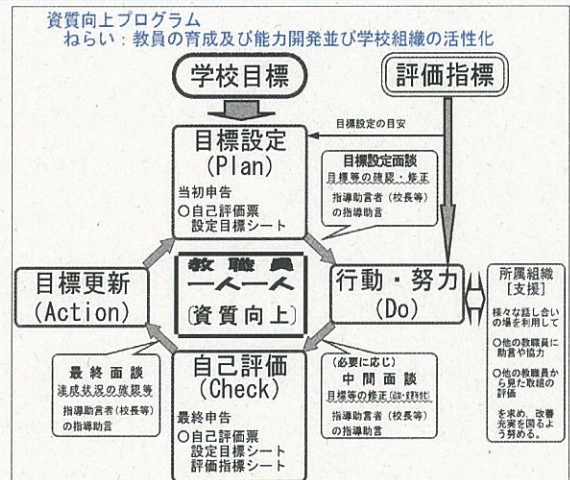 資質向上プログラム
ねらい：教員の育成及び能力開発並び学校組織の活性化
学校目標
評価指標
目標設定
(Plan)
当初申告
○自己評価票
設定目標シート
目標設定の目安
目標設定面談
目標等の確認・修正
指導助言者(校長等)
の指導助言
教職員
一人一人
[資質向上]
目標更新
(Action)
行動・努力
(Do)
所属組織
[支援]
様々な話し合い
の場を利用して
○他の教職員に
助言や協力
○他の教職員か
ら見た取組の
評価
を求め、改善
充実を図るよ
う努める。
最終面談
達成状況の確認等
指導助言者(校長等)
の指導助言
自己評価
(Check)
最終申告
○自己評価票
設定目標シート
評価指標シート
(必要に応じ)
中間面談
目標等の修正
指導助言者(校長等)
の指導助言